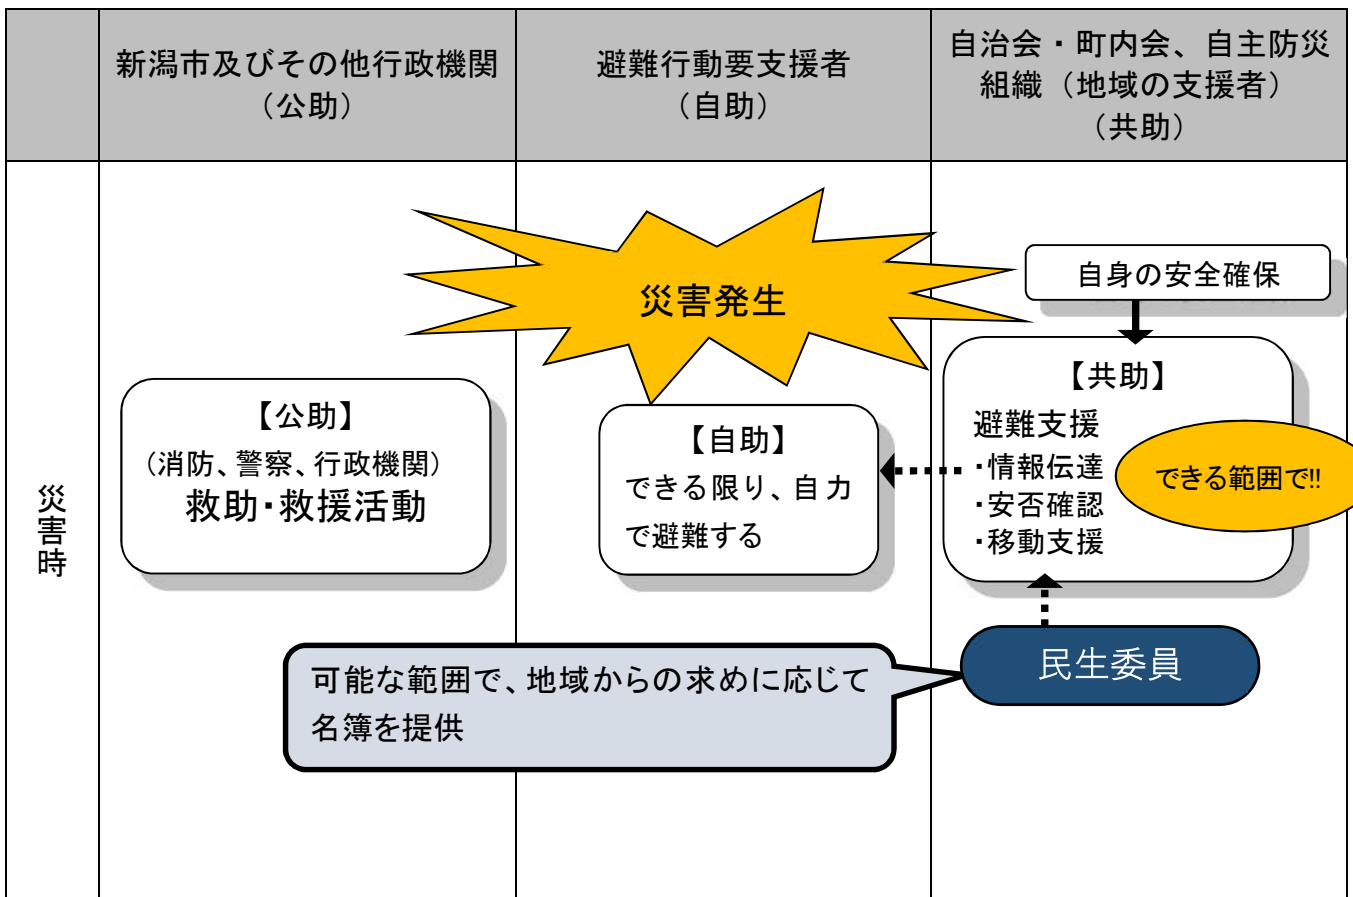 新潟市及びその他行政機関
（公助）
避難行動要支援者
（自助）
自治会・町内会、自主防災
組織（地域の支援者）
（共助）
災害時
災害発生
自身の安全確保
【公助】
（消防、警察、行政機関）
救助・救援活動
【自助】
できる限り、自力
で避難する
【共助】
避難支援
・情報伝達
・安否確認
・移動支援
できる範囲で!!
民生委員
可能な範囲で、地域からの求めに応じて
名簿を提供